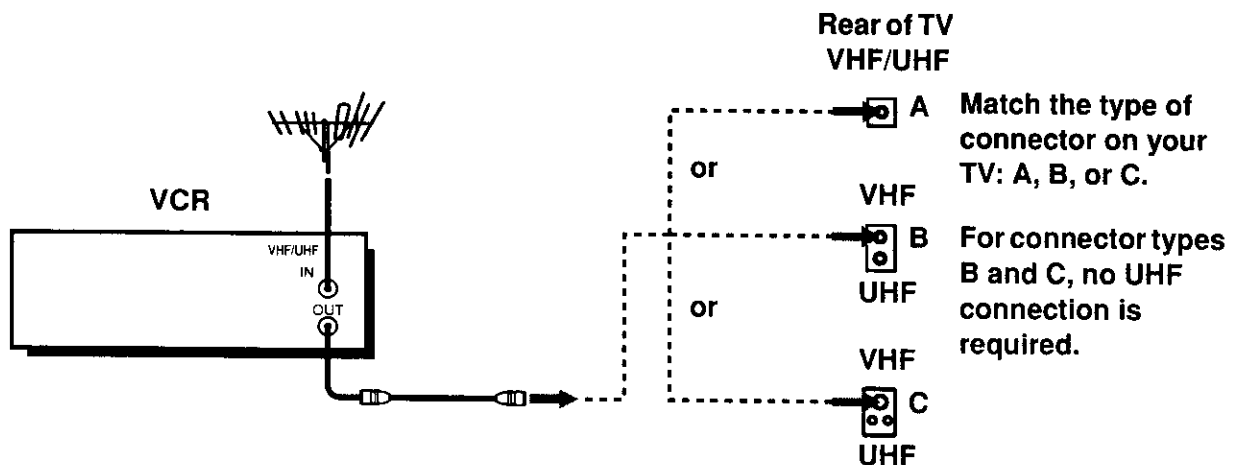 Rear of TV
VHF/UHF
A
Match the type of
connector on your
TV: A, B, or C.
or
VCR
VHF
VHF/UHF
IN
OUT
B
For connector types
B and C, no UHF
connection is
required.
UHF
or
VHF
C
UHF